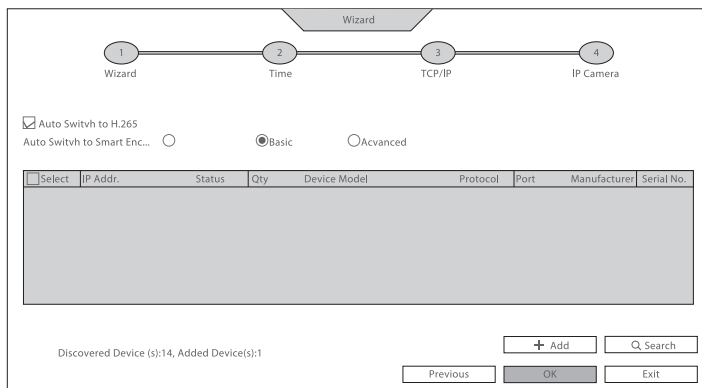 Wizard
1 2 3 4
Wizard Time TCP/IP IP Camera
Auto Switvh to H.265
Auto Switvh to Smart Enc... Basic Acvanced
Select IP Addr. Status Qty Device Model Protocol Port Manufacturer Serial No.
+ Add Search
Discovered Device (s):14, Added Device(s):1
Previous OK Exit